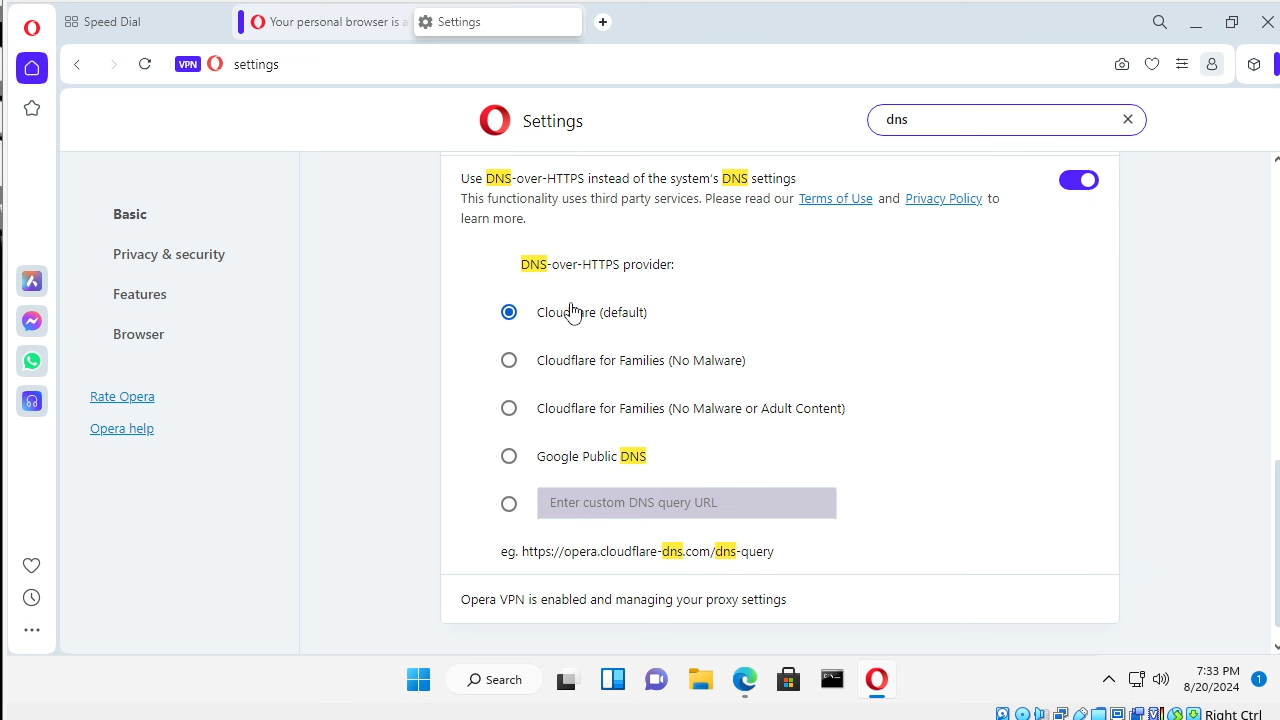 Speed Dial
Your personal browser is a
Settings
VPN
settings
Settings
dns
Basic
Privacy & security
Features
Browser
Rate Opera
Opera help
Use DNS-over-HTTPS instead of the system's DNS settings
This functionality uses third party services. Please read our Terms of Use and Privacy Policy to
learn more.
DNS-over-HTTPS provider:
Cloudflare (default)
Cloudflare for Families (No Malware)
Cloudflare for Families (No Malware or Adult Content)
Google Public DNS
Enter custom DNS query URL
eg. https://opera.cloudflare-dns.com/dns-query
Opera VPN is enabled and managing your proxy settings
Search
7:33 PM
8/20/2024
1
Right Ctrl